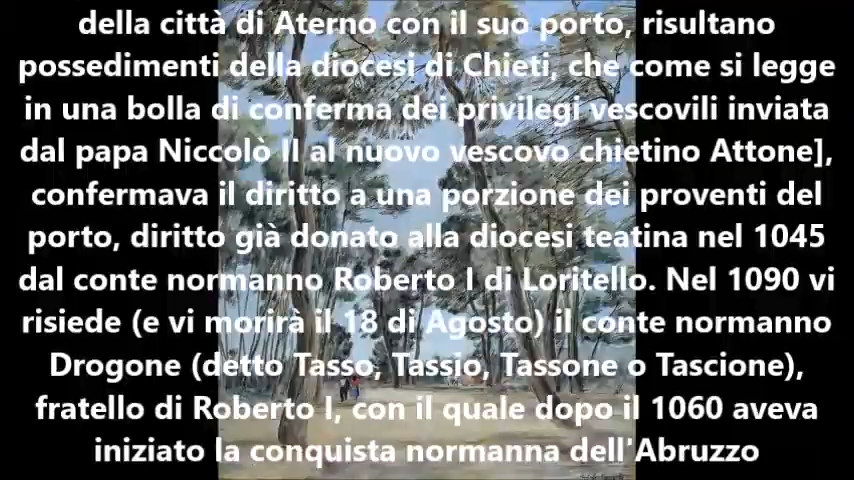 della città di Aterno con il suo porto, risultano
possedimenti della diocesi di Chieti, che come si legge
in una bolla di conferma dei privilegi vescovili inviata
dal papa Niccolò II al nuovo vescovo chietino Attone],
confermava il diritto a una porzione dei proventi del
porto, diritto già donato alla diocesi teatina nel 1045
dal conte normanno Roberto I di Loritello. Nel 1090 vi
risiede (e vi morirà il 18 di Agosto) il conte normanno
Drogone (detto Tasso, Tassio, Tassone o Tascione),
fratello di Roberto I, con il quale dopo il 1060 aveva
iniziato la conquista normanna dell'Abruzzo